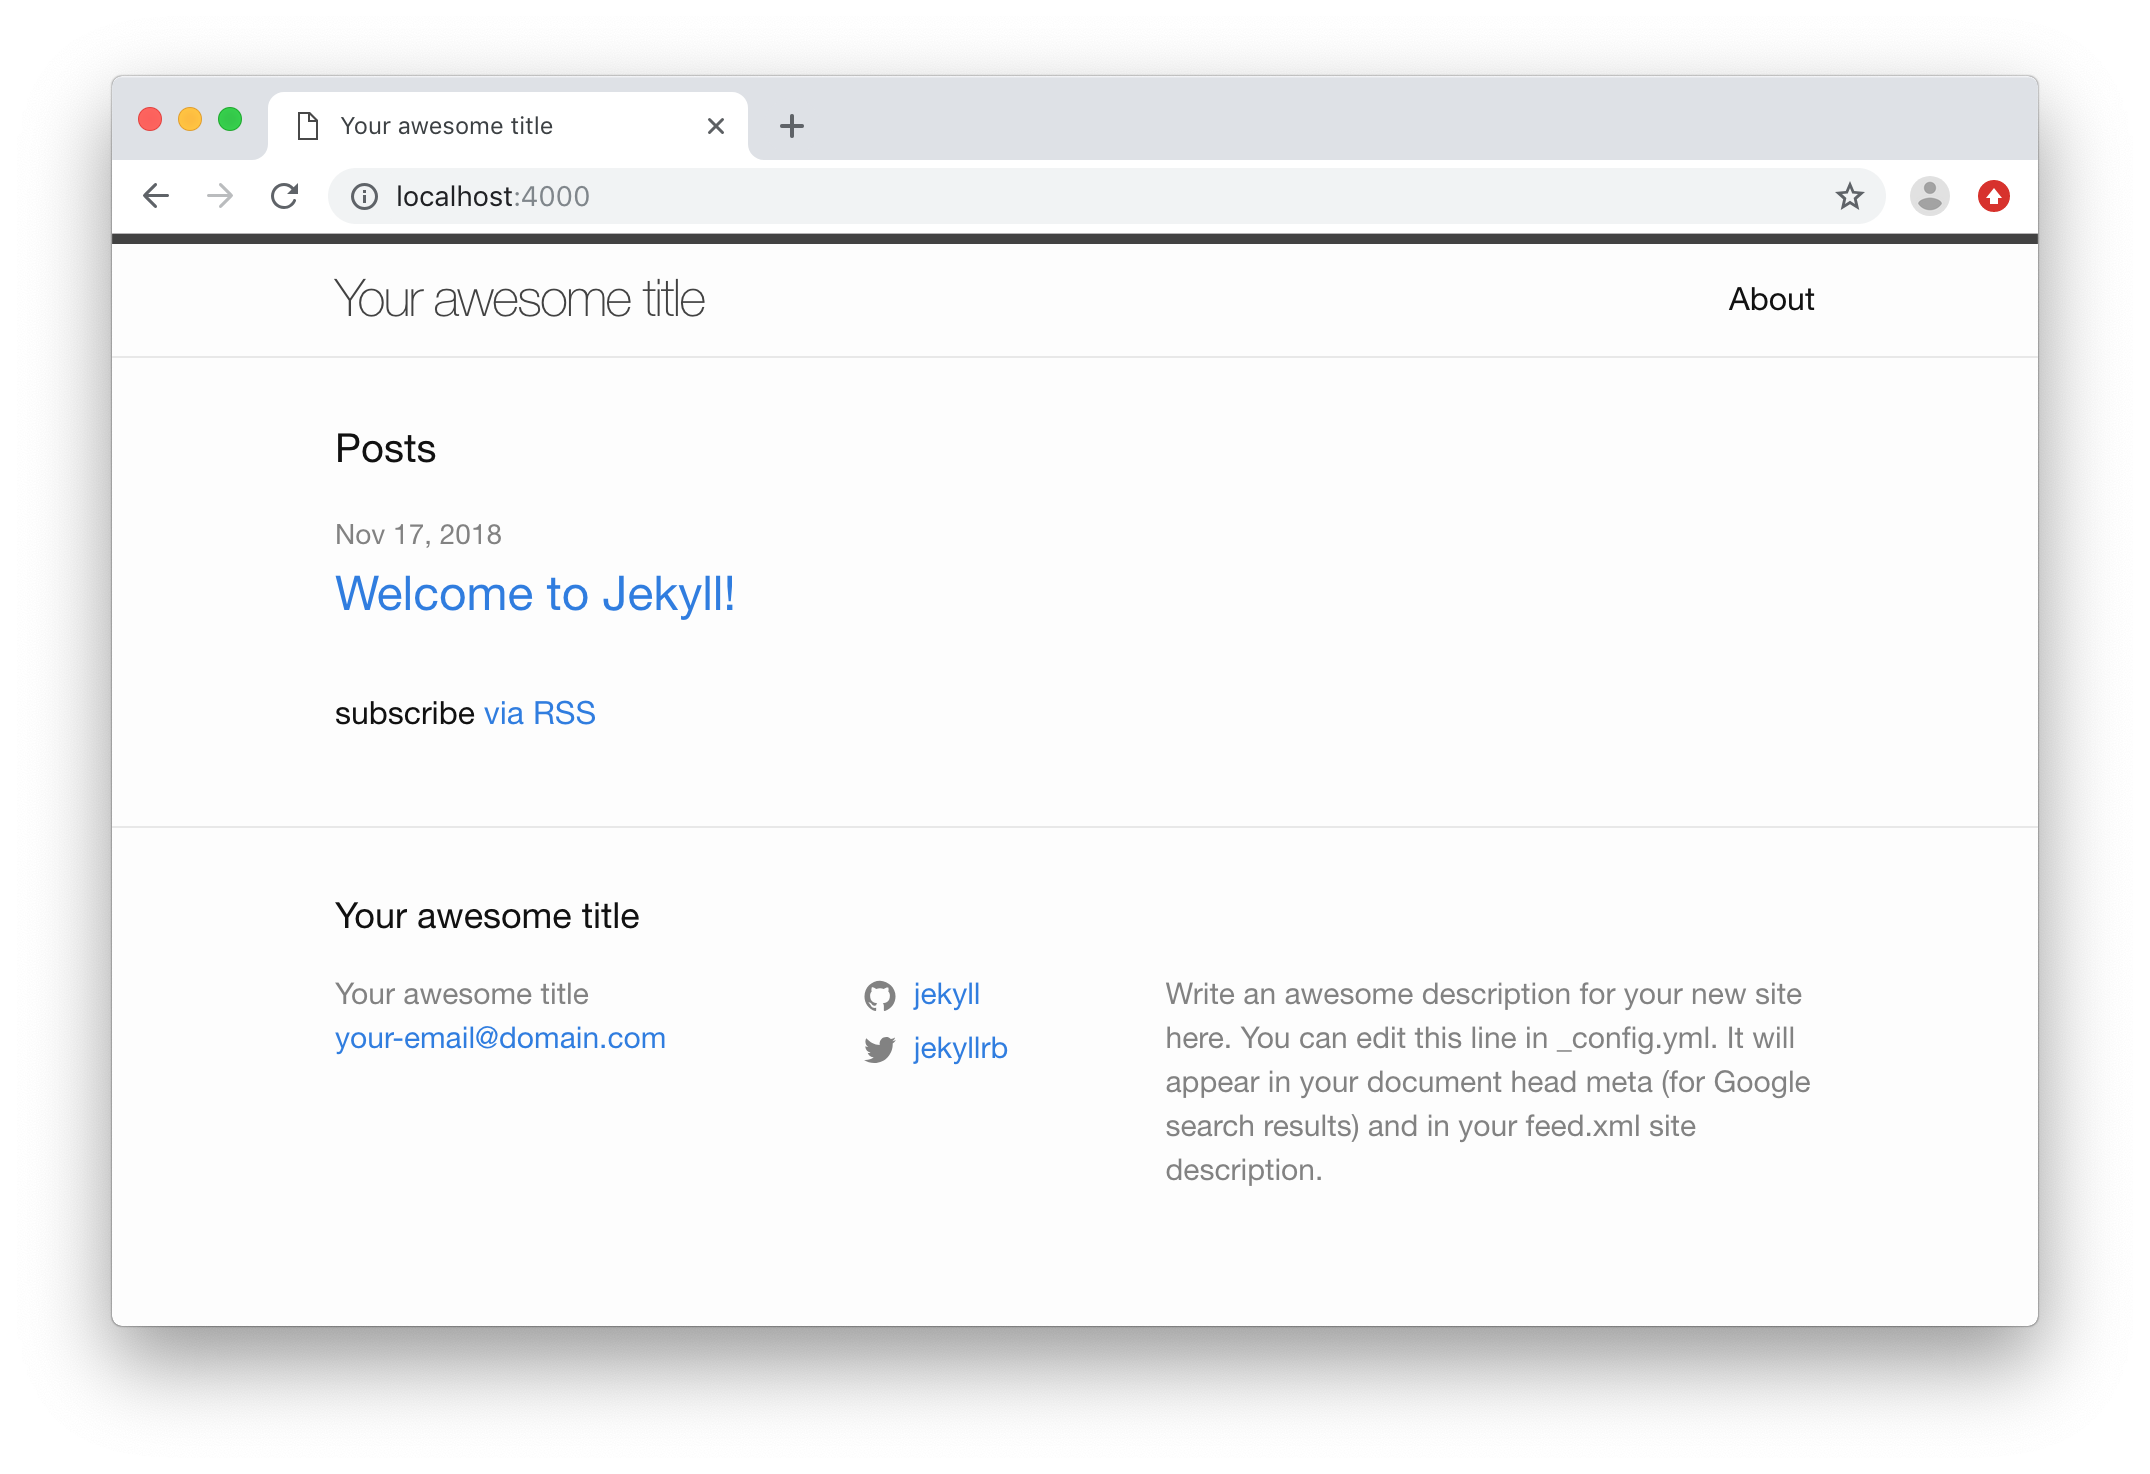 Your awesome title
localhost:4000
Your awesome title
About
Posts
Nov 17, 2018
Welcome to Jekyll!
subscribe via RSS
Your awesome title
Your awesome title
your-email@domain.com
jekyll
jekyllrb
Write an awesome description for your new site
here. You can edit this line in _config.yml. It will
appear in your document head meta (for Google
search results) and in your feed.xml site
description.